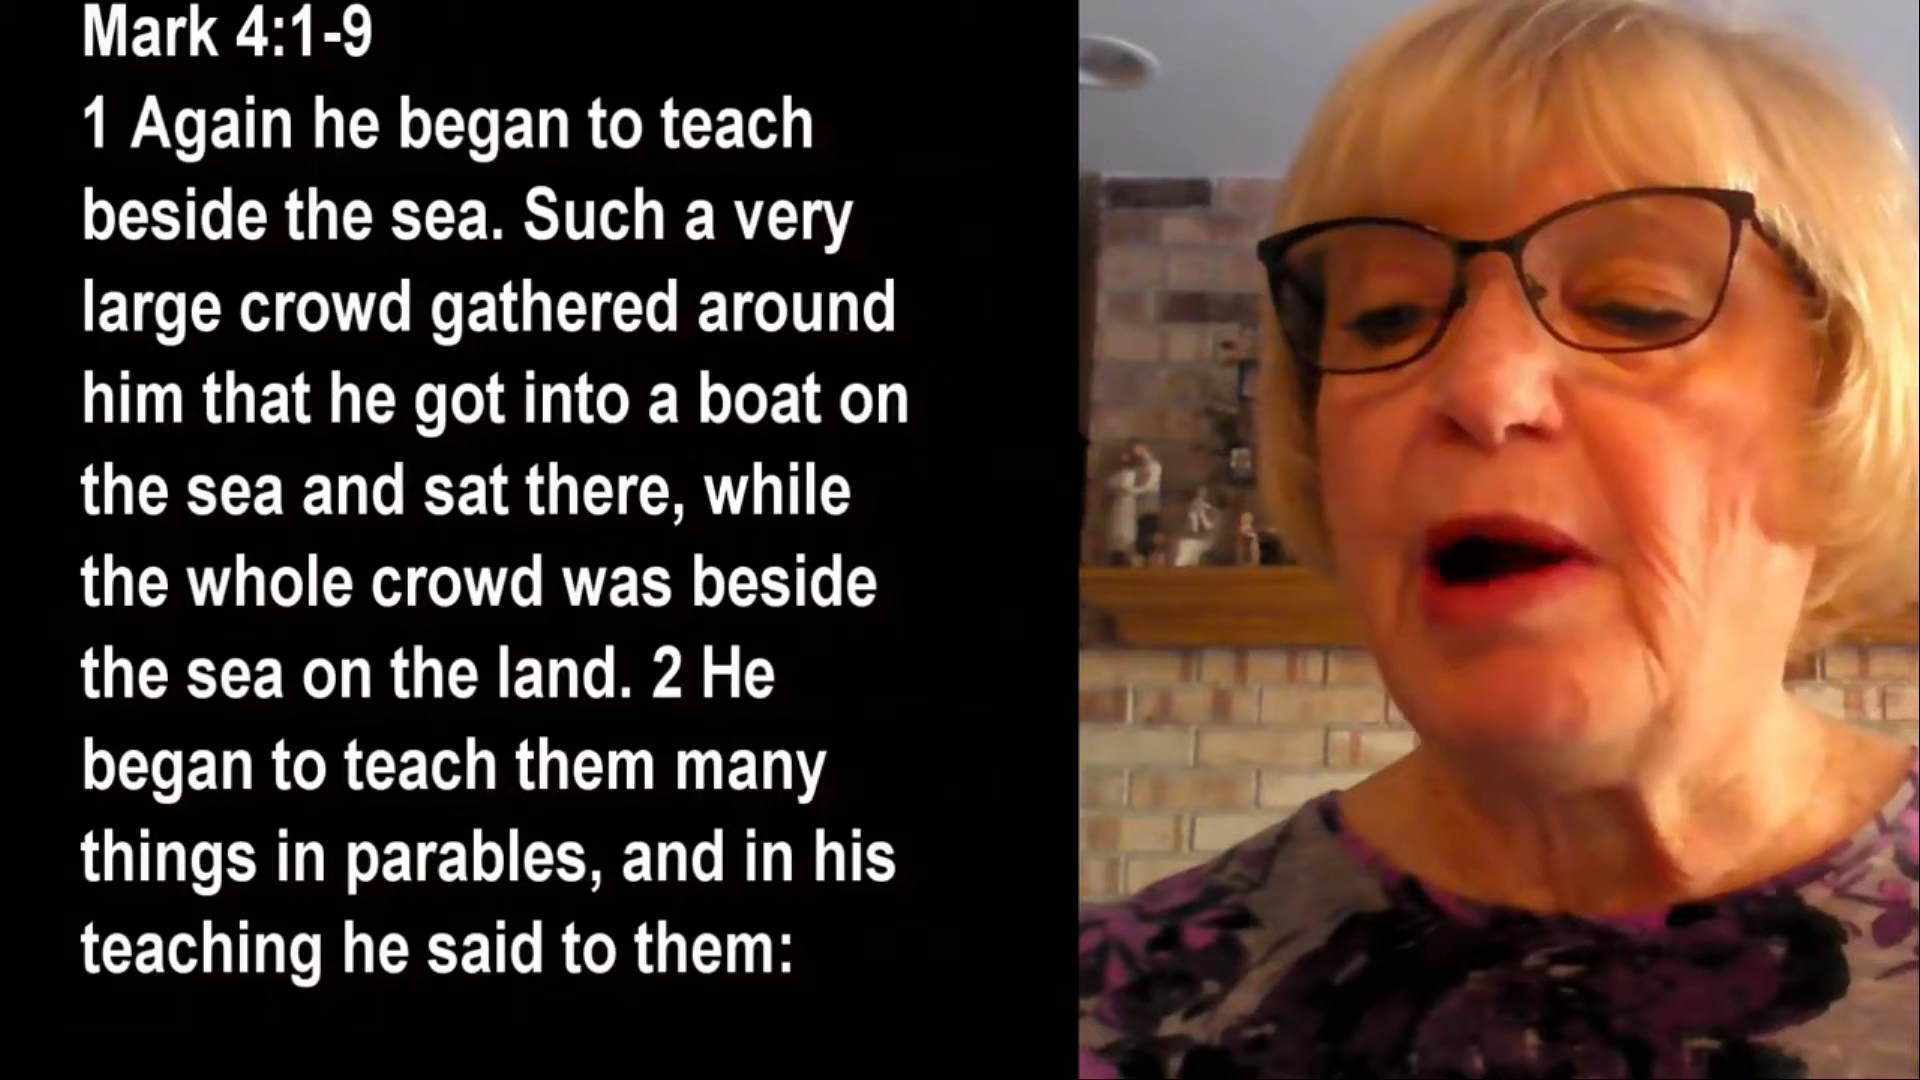 Mark 4:1-9
1 Again he began to teach
beside the sea. Such a very
large crowd gathered around
him that he got into a boat on
the sea and sat there, while
the whole crowd was beside
the sea on the land. 2 He
began to teach them many
things in parables, and in his
teaching he said to them: